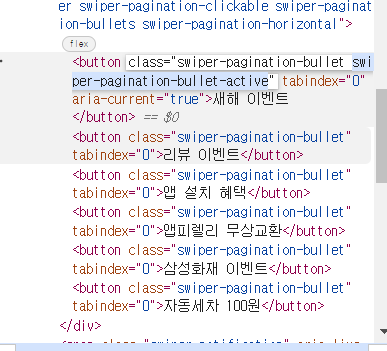 er swiper-pagination-clickable swiper-paginat
ion-bullets swiper-pagination-horizontal">
flex
<button class="swiper-pagination-bullet swi
per-pagination-bullet-active" tabindex="0"
aria-current="true">새해 이벤트
</button> == $0
<button class="swiper-pagination-bullet"
tabindex="0">리뷰 이벤트</button>
<button class="swiper-pagination-bullet"
tabindex="0">앱 설치 혜택</button>
<button class="swiper-pagination-bullet"
tabindex="0">앱피렐리 무상교환</button>
<button class="swiper-pagination-bullet"
tabindex="0">삼성화재 이벤트</button>
<button class="swiper-pagination-bullet"
tabindex="0">자동세차 100원</button>
</div>